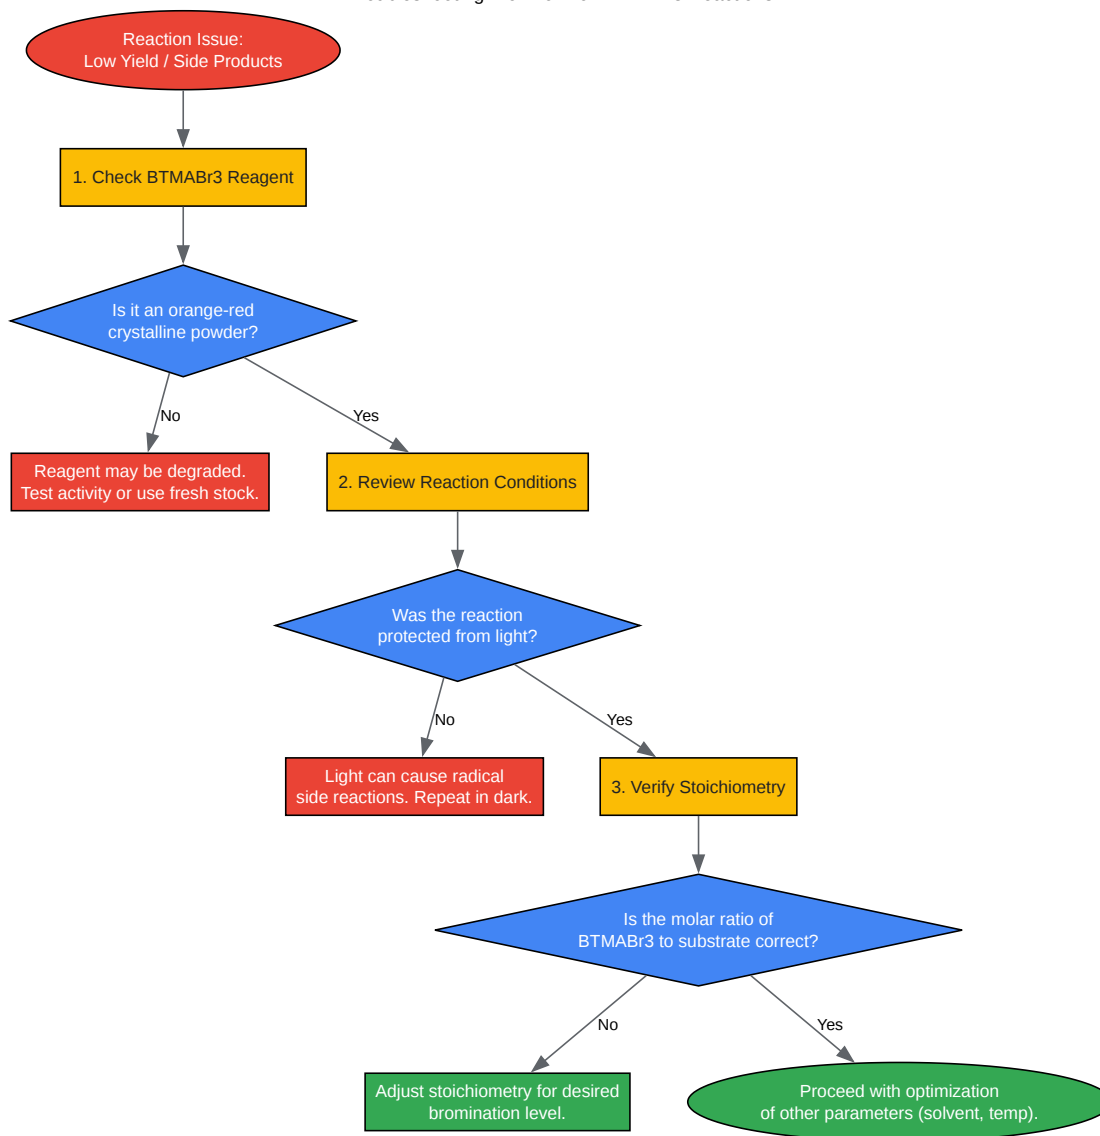 Reaction Issue:
Low Yield / Side Products
1. Check BTMABr3 Reagent
Is it an orange-red
crystalline powder?
No
Yes
Reagent may be degraded.
Test activity or use fresh stock.
2. Review Reaction Conditions
Was the reaction
protected from light?
No
Yes
Light can cause radical
side reactions. Repeat in dark.
3. Verify Stoichiometry
Is the molar ratio of
BTMABr3 to substrate correct?
No
Yes
Adjust stoichiometry for desired
bromination level.
Proceed with optimization
of other parameters (solvent, temp).